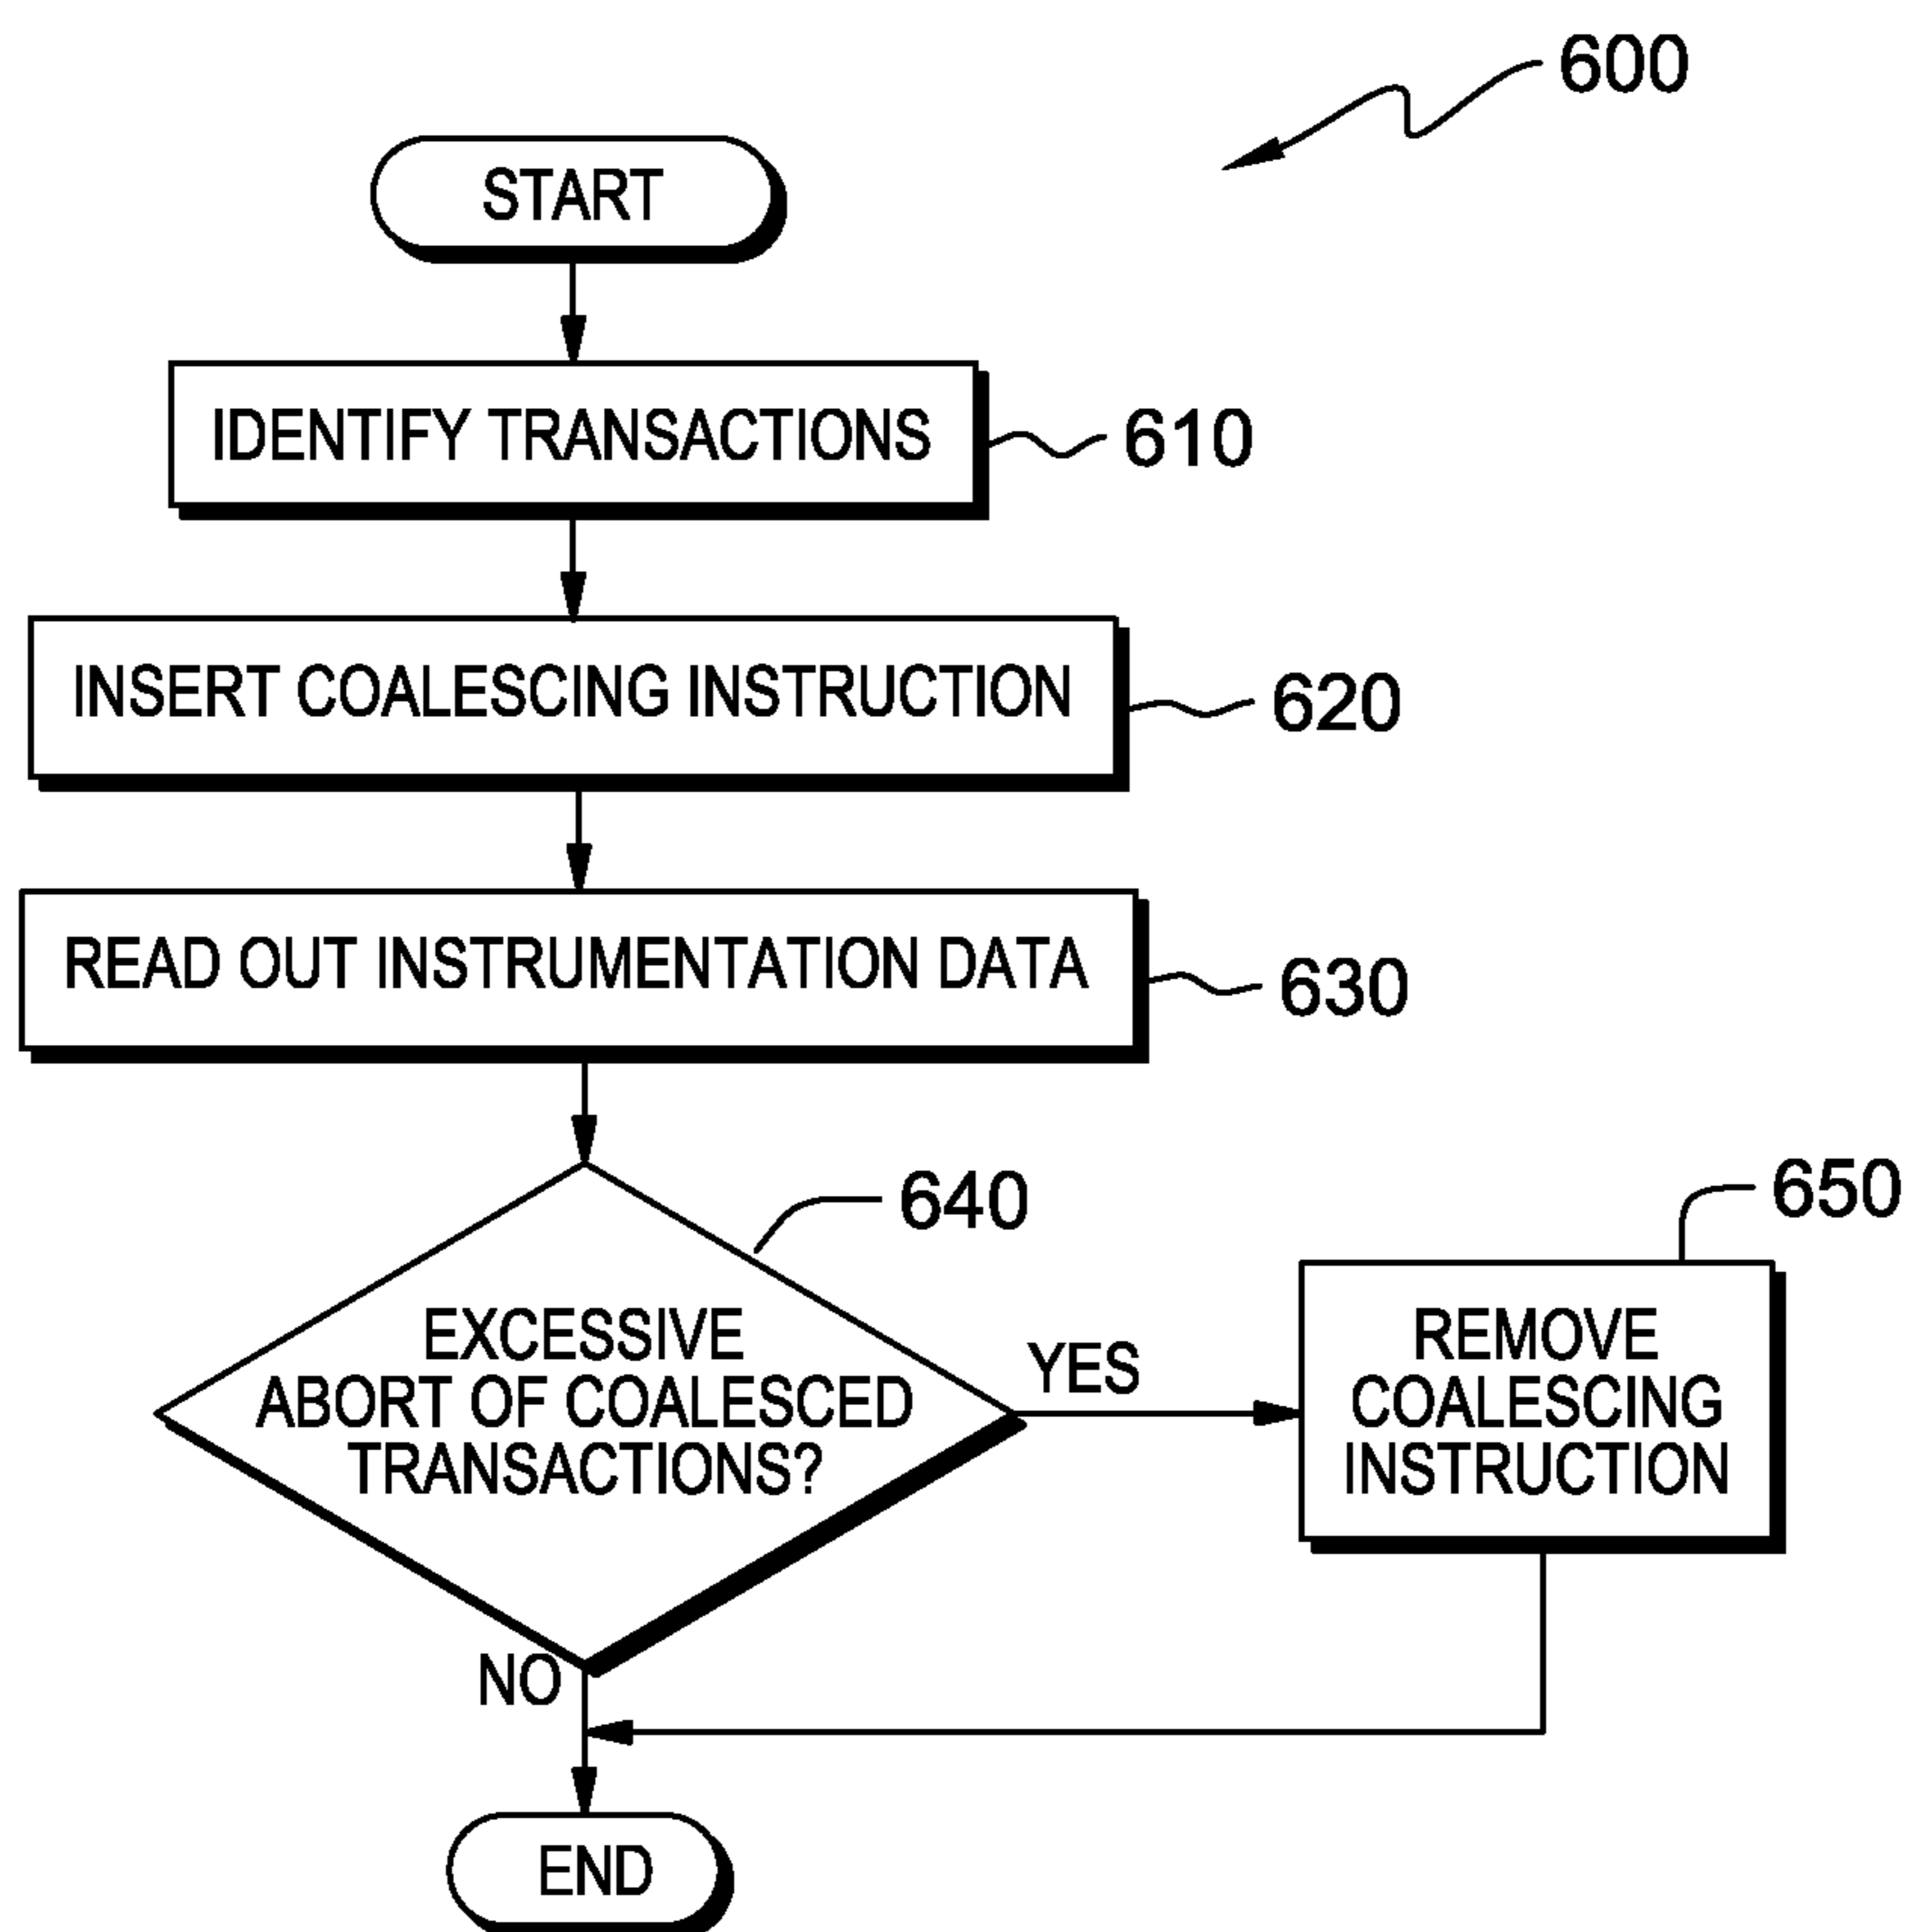 600
START
IDENTIFY TRANSACTIONS
610
INSERT COALESCING INSTRUCTION
620
READ OUT INSTRUMENTATION DATA
630
640
EXCESSIVE
ABORT OF COALESCED
TRANSACTIONS?
YES
650
REMOVE
COALESCING
INSTRUCTION
NO
END